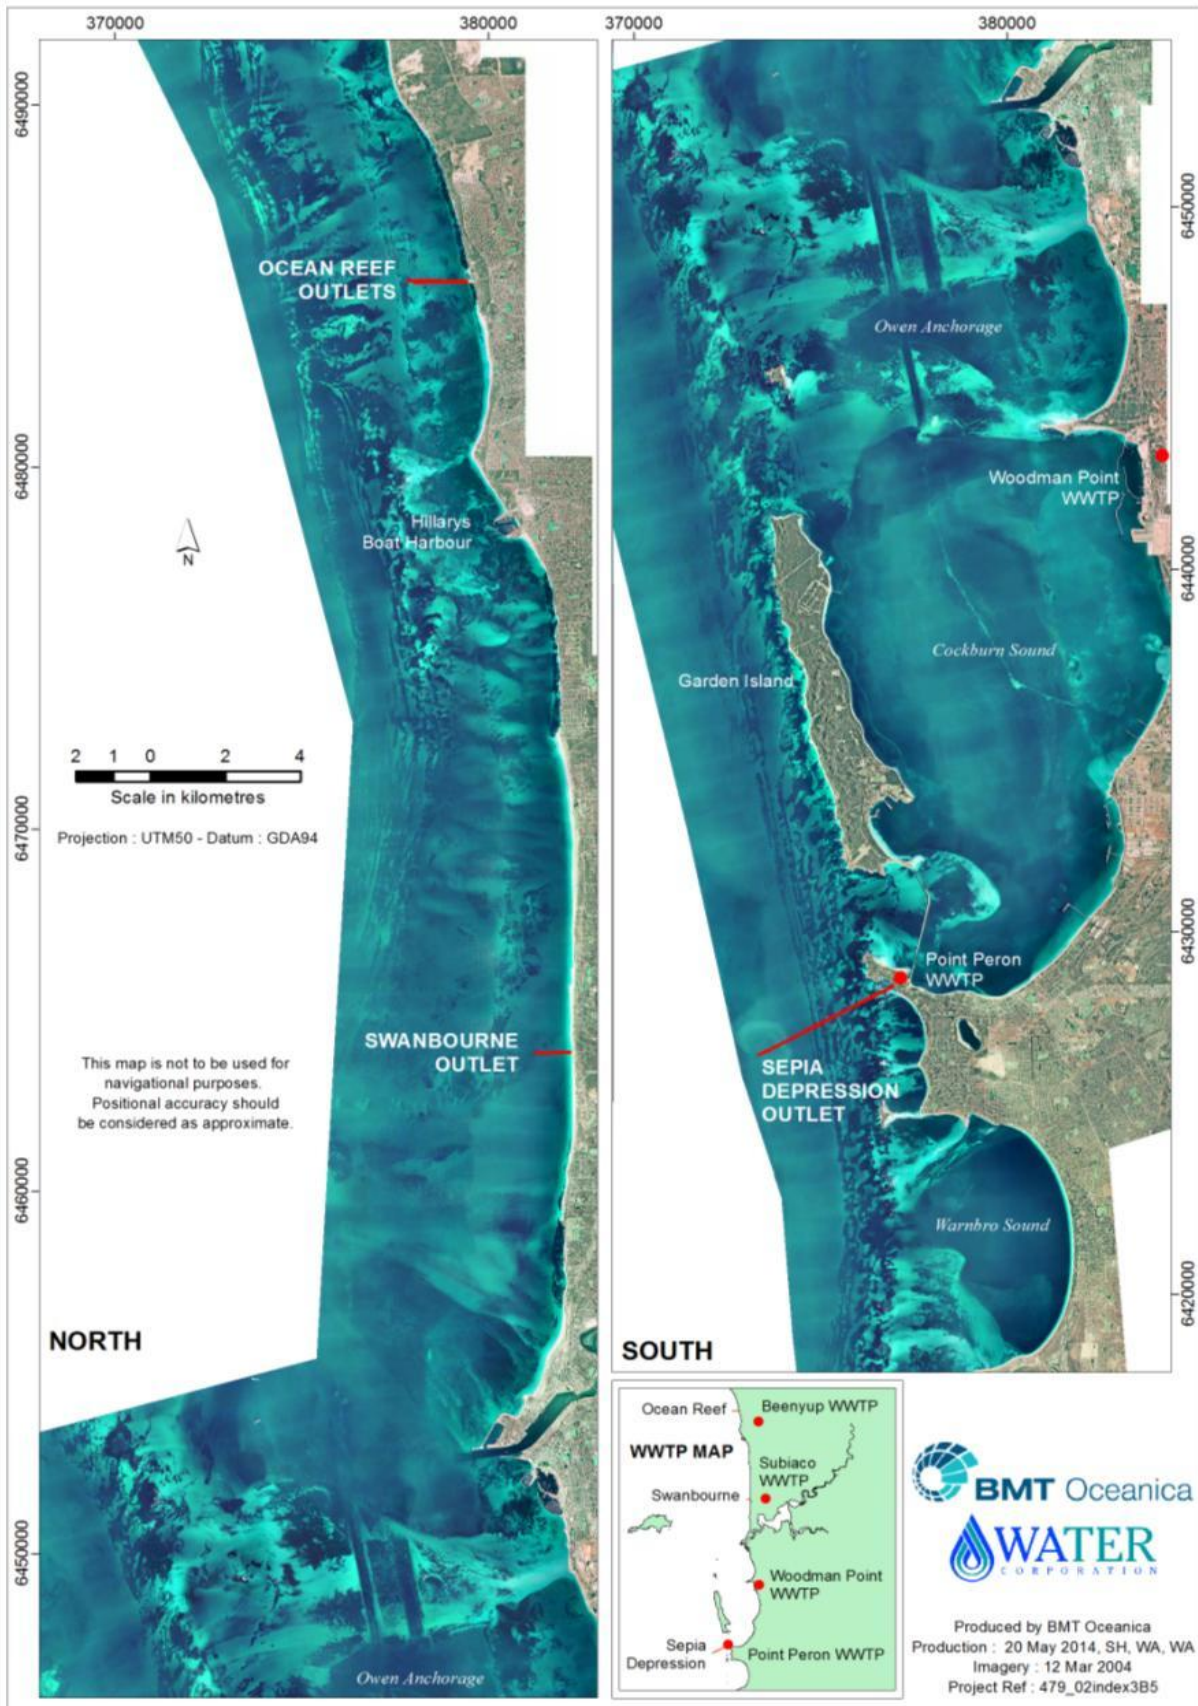 370000
380000
370000
380000
6490000
6480000
6470000
6460000
6450000
OCEAN REEF
OUTLETS
Hillarys
Boat Harbour
N
2 1 0 2 4
Scale in kilometres
Projection : UTM50 - Datum : GDA94
SWANBOURNE
OUTLET
This map is not to be used for
navigational purposes.
Positional accuracy should
be considered as approximate.
NORTH
Owen Anchorage
6450000
6440000
6430000
6420000
Owen Anchorage
Woodman Point
WWTP
Cockburn Sound
Garden Island
Point Peron
WWTP
SEPIA
DEPRESSION
OUTLET
Warnbro Sound
SOUTH
Ocean Reef
Beenyup WWTP
WWTP MAP
Subiaco
WWTP
Swanbourne
Woodman Point
WWTP
Sepia
Depression
Point Peron WWTP
BMT Oceanica
WATER
CORPORATION
Produced by BMT Oceanica
Production : 20 May 2014, SH, WA, WA
Imagery : 12 Mar 2004
Project Ref : 479_02index3B5